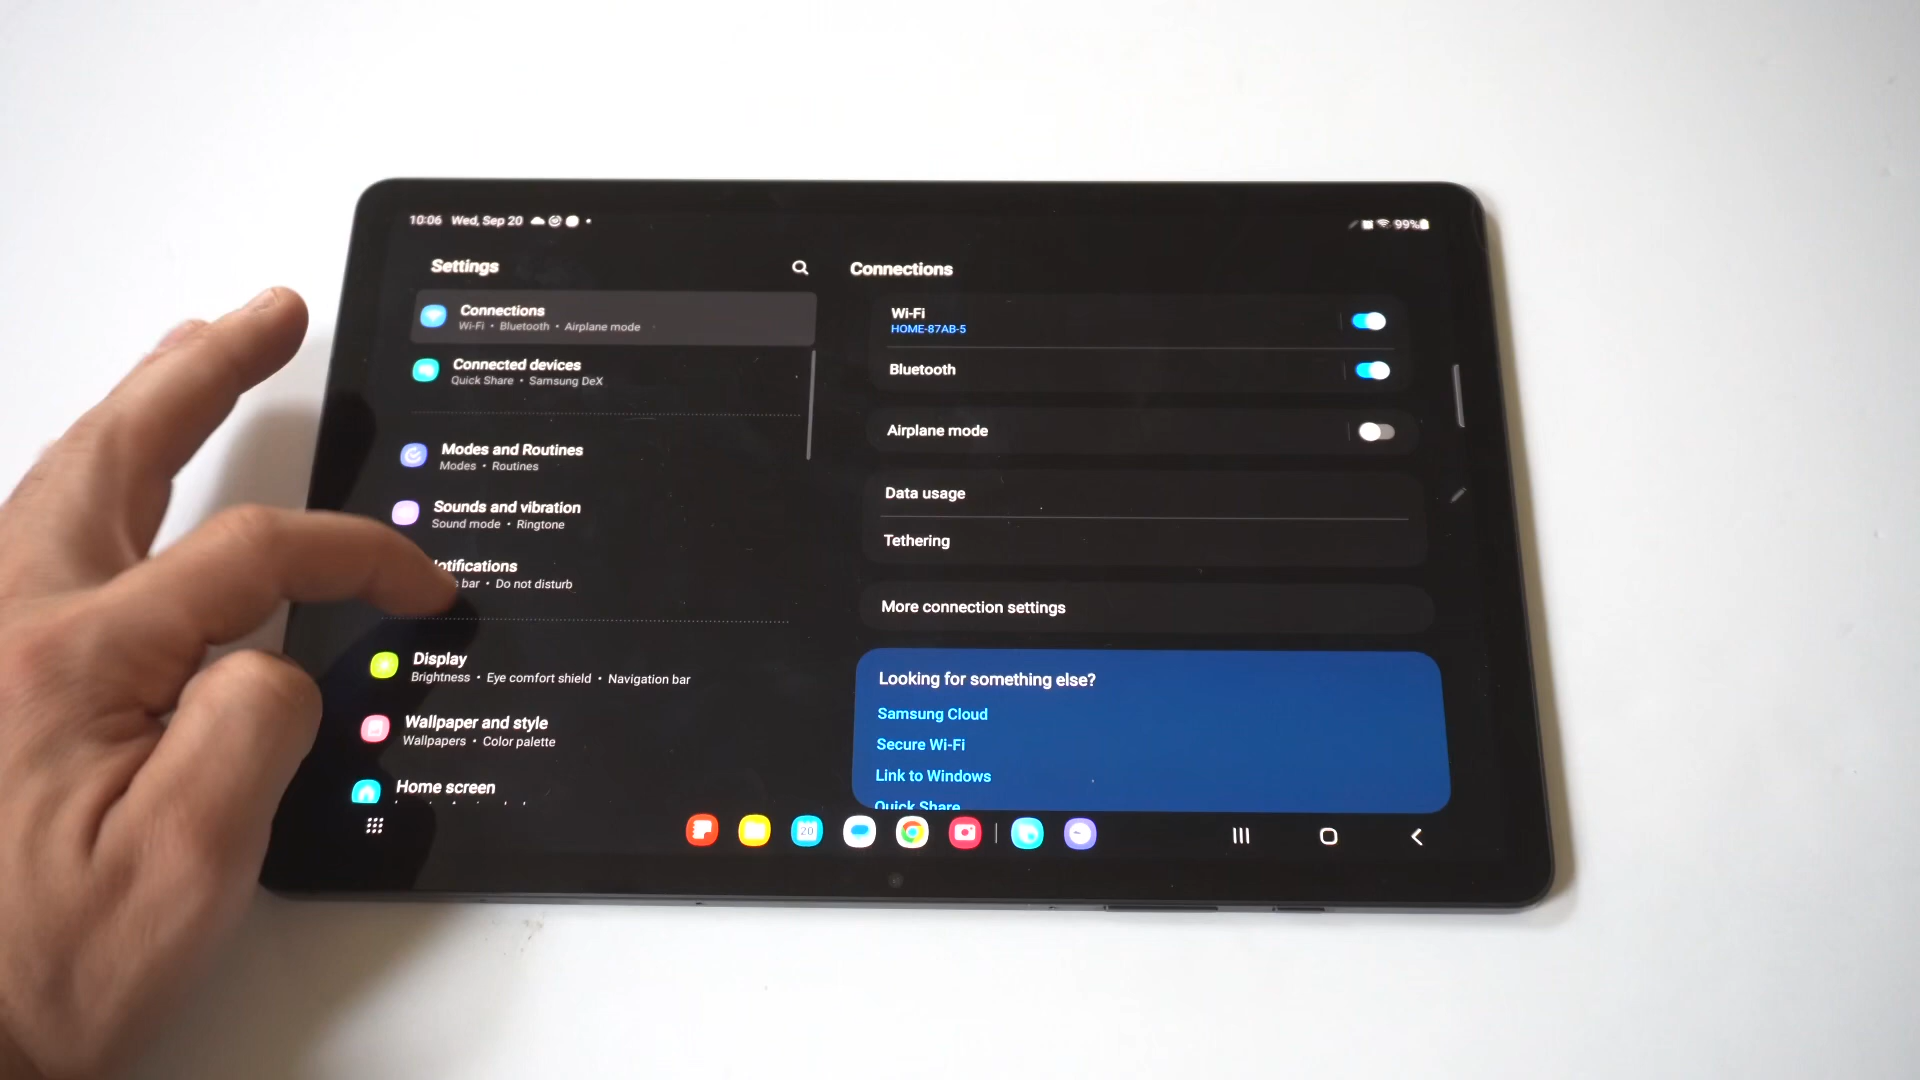 10:06 Wed, Sep 20
99%
Settings
Connections
Wi-Fi • Bluetooth • Airplane mode
Connected devices
Quick Share • Samsung DeX
Modes and Routines
Modes • Routines
Sounds and vibration
Sound mode • Ringtone
otifications
bar • Do not disturb
Display
Brightness • Eye comfort shield • Navigation bar
Wallpaper and style
Wallpapers • Color palette
Home screen
Connections
Wi-Fi
HOME-87AB-5
Bluetooth
Airplane mode
Data usage
Tethering
More connection settings
Looking for something else?
Samsung Cloud
Secure Wi-Fi
Link to Windows
Quick Share
20